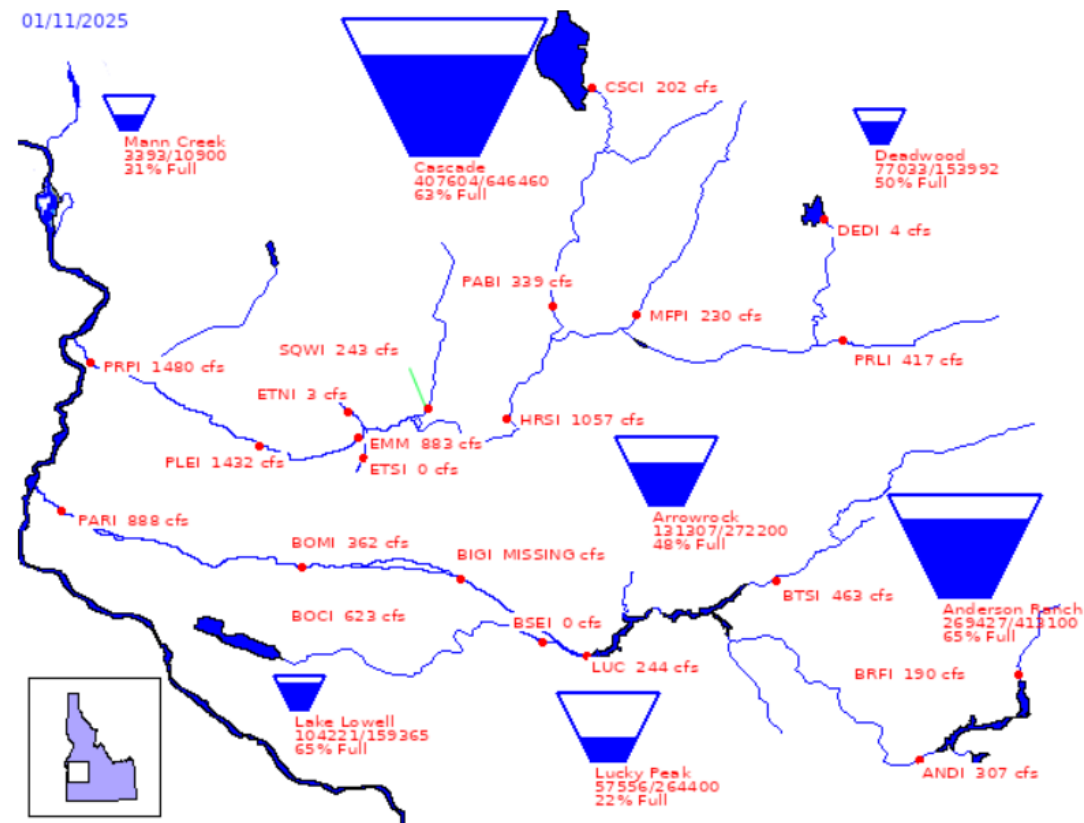 01/11/2025
CSCI 202 cfs
Mann Creek
3393/10900
31% Full
Cascade
407604/646460
63% Full
Deadwood
77033/153992
50% Full
DEDI 4 cfs
PABI 339 cfs
MFPI 230 cfs
SQWI 243 cfs
PRLI 417 cfs
PRPI 1480 cfs
ETNI 3 cfs
HRSI 1057 cfs
EMM 883 cfs
PLEI 1432 cfs
ETSI 0 cfs
Arrowrock
131307/272200
48% Full
PARI 888 cfs
BOMI 362 cfs
BIGI MISSING cfs
BTSI 463 cfs
Anderson Ranch
269427/413100
65% Full
BOCI 623 cfs
BSEI 0 cfs
LUC 244 cfs
BRFI 190 cfs
Lake Lowell
104221/159365
65% Full
Lucky Peak
57556/264400
22% Full
ANDI 307 cfs